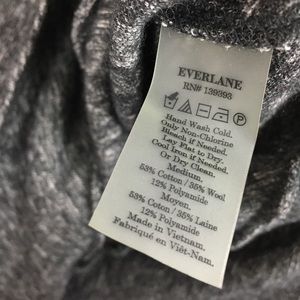 EVERLANE
RN# 139393
Hand Wash Cold.
Only Non-Chlorine
Bleach if Needed.
Lay Flat to Dry.
Cool Iron if Needed.
Or Dry Clean.
Medium.
53% Cotton / 35% Wool
12% Polyamide
Moyen.
53% Cotton / 35% Laine
12% Polyamide
Made in Vietnam.
Fabriqué en Viêt-Nam.